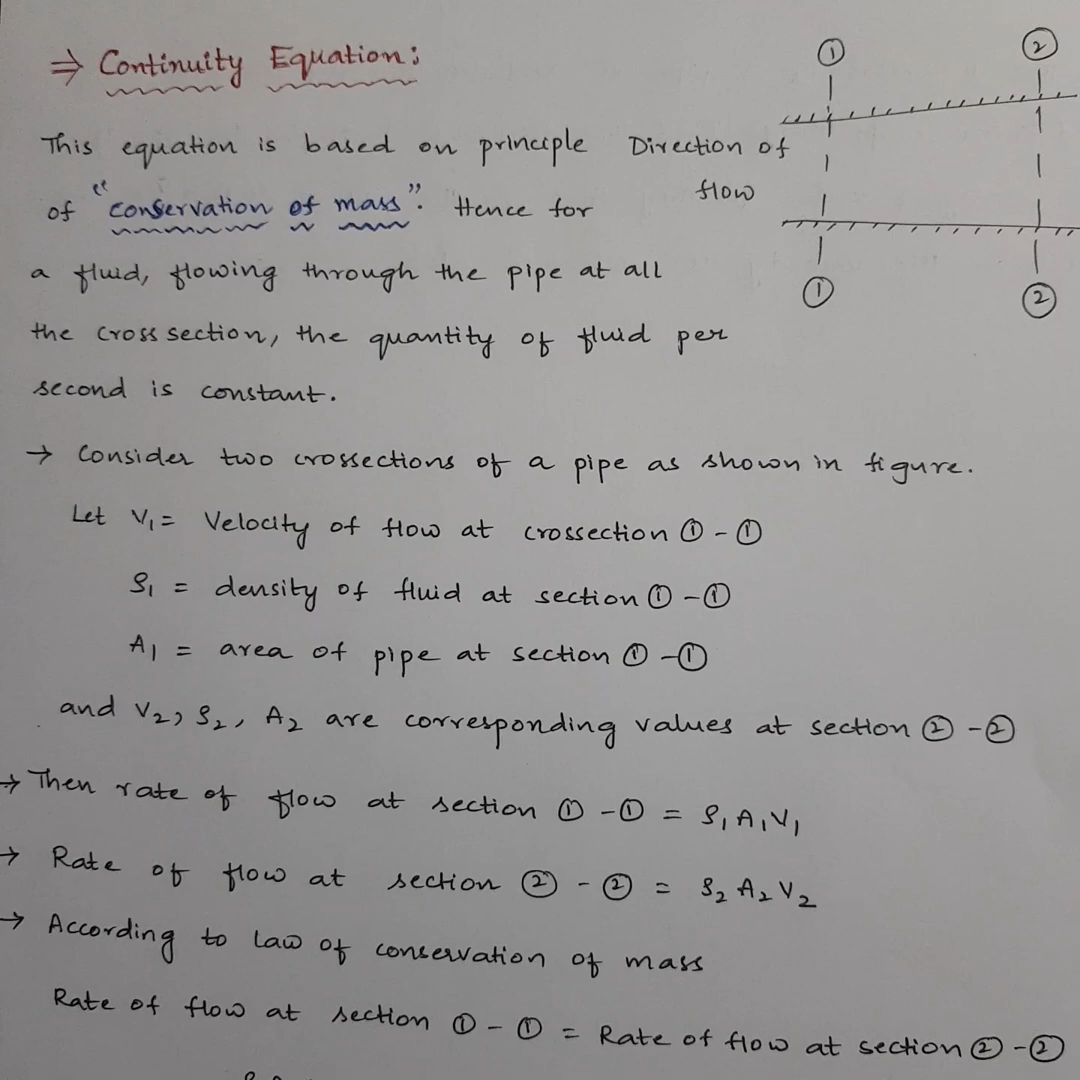 ⇒ Continuity Equation:
① ②
This equation is based on principle Direction of
of "conservation of mass". Hence for flow
a fluid, flowing through the pipe at all
① ②
the cross section, the quantity of fluid per
second is constant.
→ Consider two crossections of a pipe as shown in figure.
Let V₁ = Velocity of flow at crossection ① - ①
ρ₁ = density of fluid at section ① - ①
A₁ = area of pipe at section ① - ①
and V₂, ρ₂, A₂ are corresponding values at section ② - ②
→ Then rate of flow at section ① - ① = ρ₁ A₁ V₁
→ Rate of flow at section ② - ② = ρ₂ A₂ V₂
→ According to law of conservation of mass
Rate of flow at section ① - ① = Rate of flow at section ② - ②